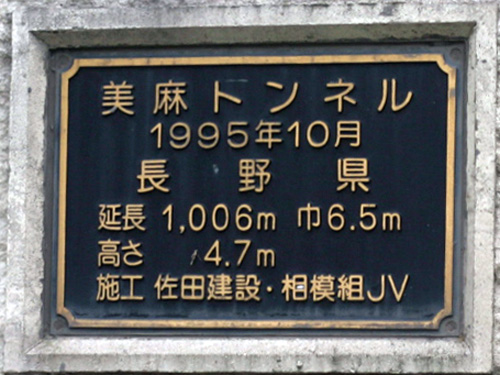 美麻トンネル
1995年10月
長野県
延長 1,006m 巾6.5m
高さ 4.7m
施工 佐田建設・相模組JV